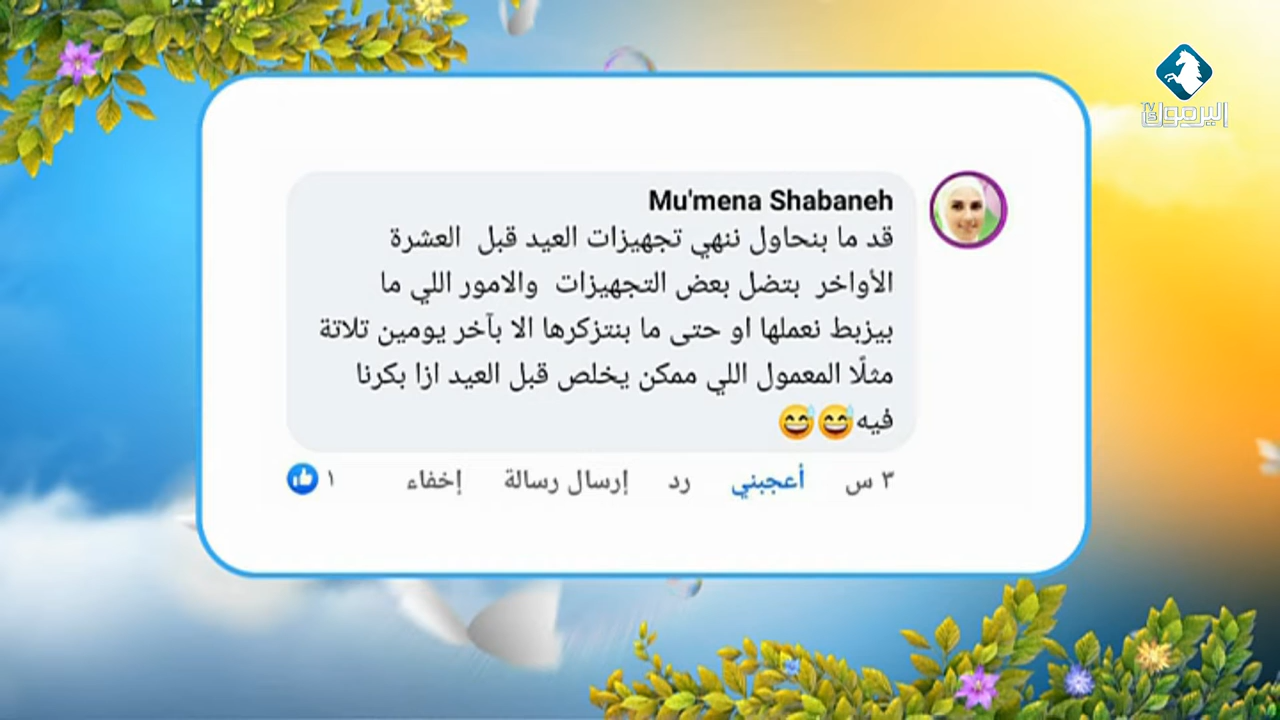 اليرموك
Mu'mena Shabaneh
قد ما بنحاول ننهي تجهيزات العيد قبل  العشرة
الأواخر  بتضل بعض التجهيزات  والامور اللي ما
بيزبط نعملها او حتى ما بنتزكرها الا بآخر يومين تلاتة
مثلًا المعمول اللي ممكن يخلص قبل العيد ازا بكرنا
فيه😅😅
٣ س أعجبني رد إرسال رسالة إخفاء ١